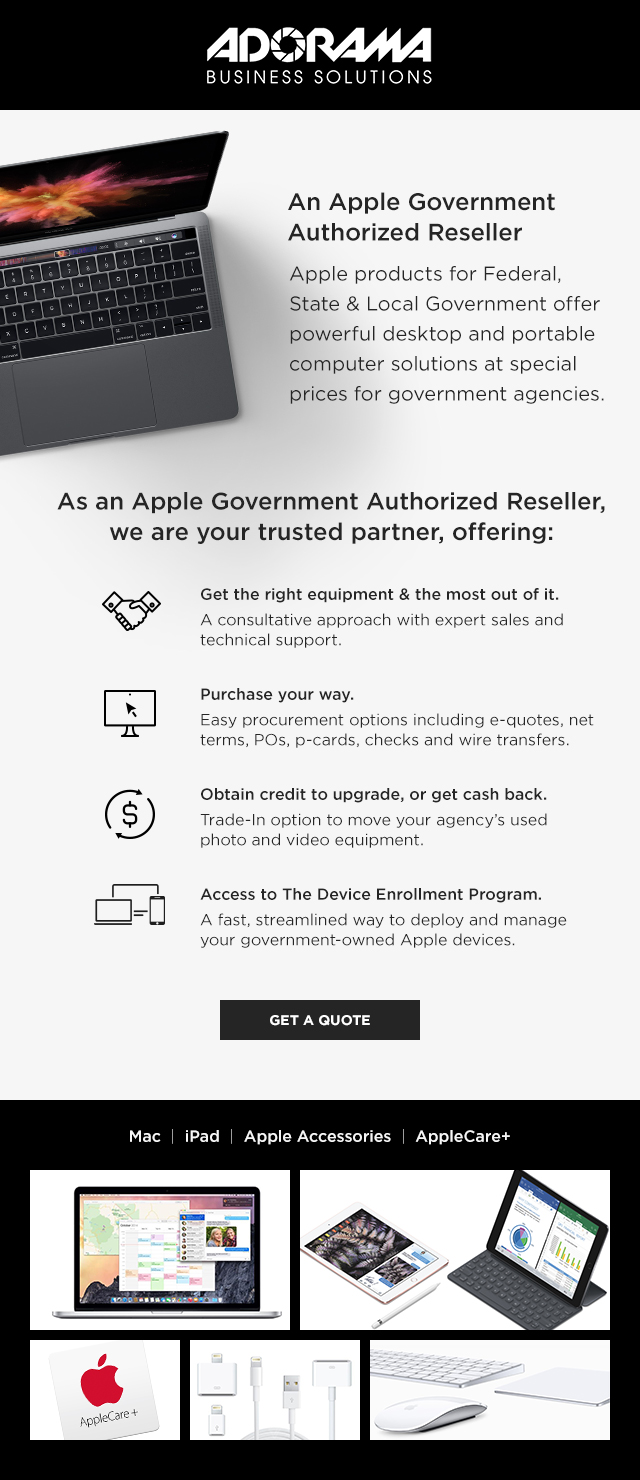 ADORAMA
BUSINESS SOLUTIONS
An Apple Government
Authorized Reseller
Apple products for Federal,
State & Local Government offer
powerful desktop and portable
computer solutions at special
prices for government agencies.
As an Apple Government Authorized Reseller,
we are your trusted partner, offering:
Get the right equipment & the most out of it.
A consultative approach with expert sales and
technical support.
Purchase your way.
Easy procurement options including e-quotes, net
terms, POs, p-cards, checks and wire transfers.
Obtain credit to upgrade, or get cash back.
Trade-In option to move your agency's used
photo and video equipment.
Access to The Device Enrollment Program.
A fast, streamlined way to deploy and manage
your government-owned Apple devices.
GET A QUOTE
Mac | iPad | Apple Accessories | AppleCare+
AppleCare +